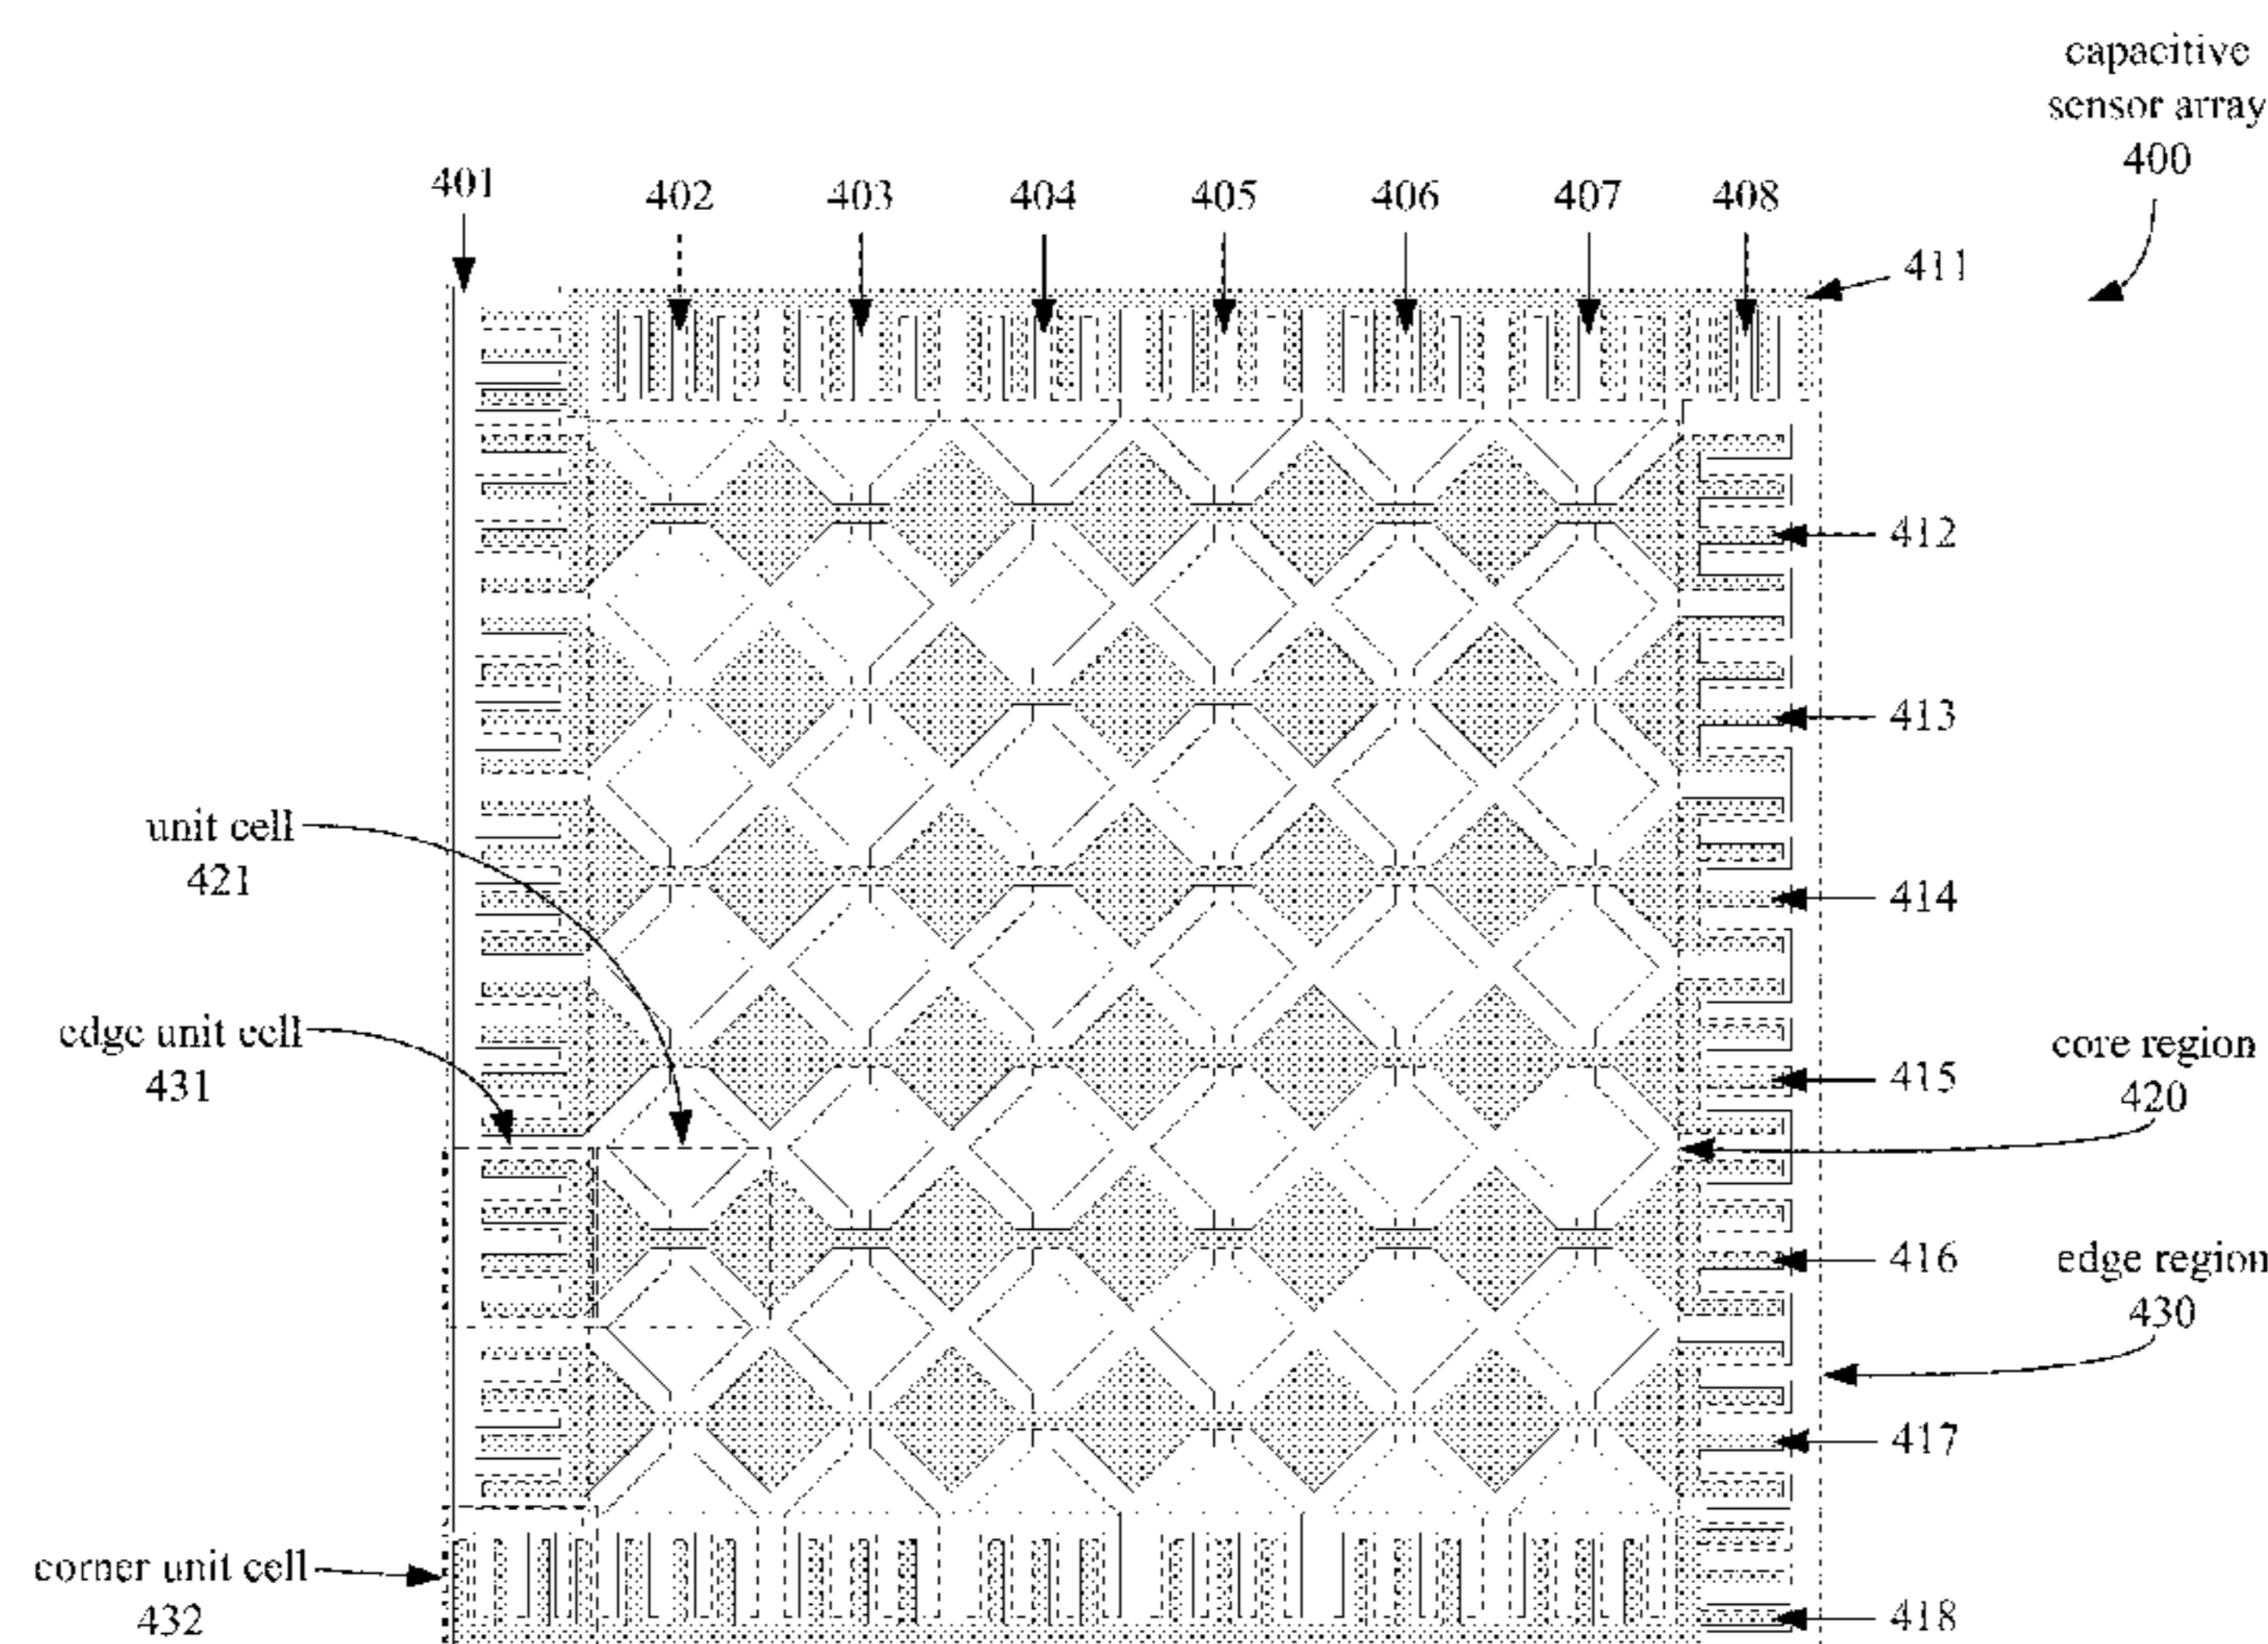 capacitive
sensor array
400
401
402 403 404 405 406 407 408
411
412
413
unit cell
421
414
edge unit cell
431
core region
420
415
416
edge region
430
417
corner unit cell
432
418